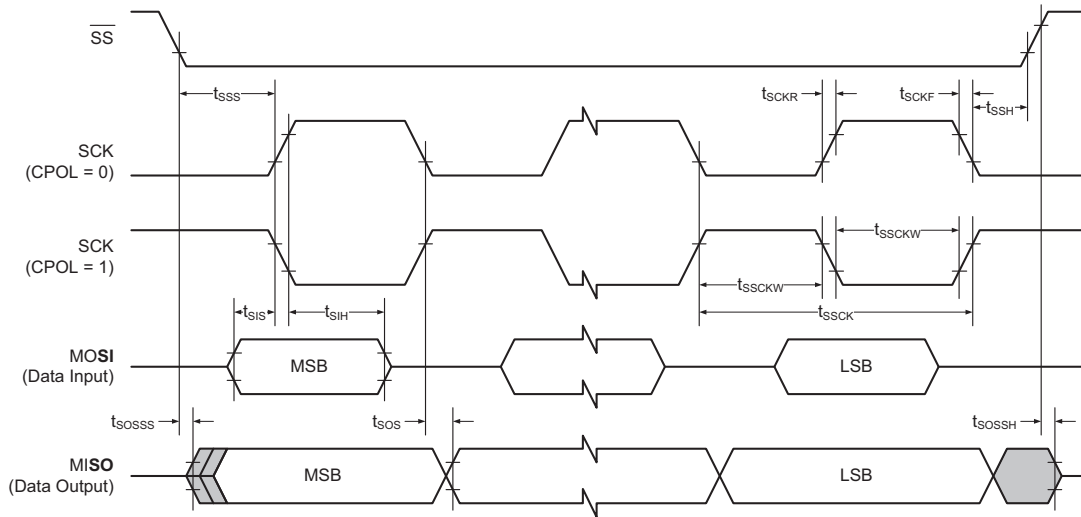 SS
tSSS
tSCKR
tSCKF
tSSH
SCK
(CPOL = 0)
SCK
(CPOL = 1)
tSSCKW
tSSCKW
tSSCK
tSIS
tSIH
MOSI
(Data Input)
MSB
LSB
tSOSSS
tSOS
tSOSSH
MISO
(Data Output)
MSB
LSB